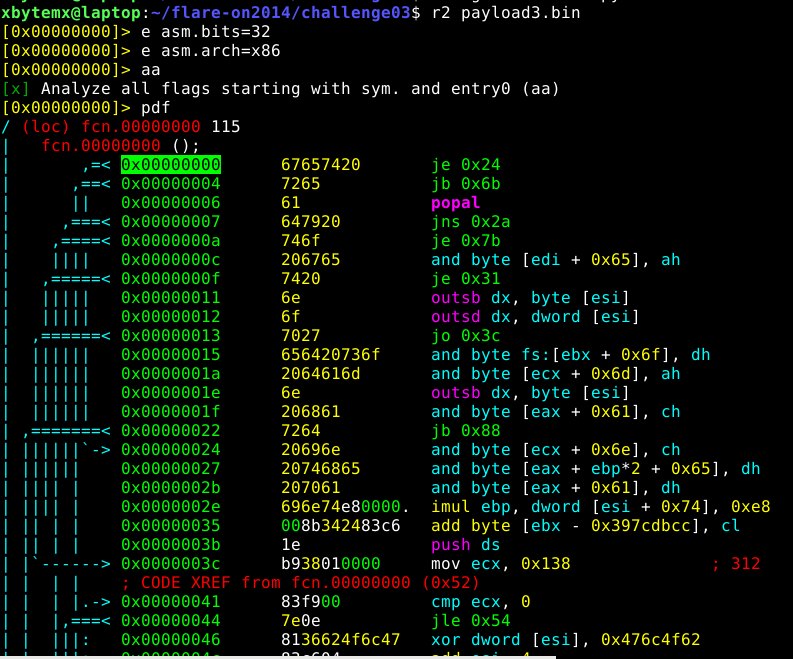 xbytemx@laptop:~/flare-on2014/challenge03$ r2 payload3.bin
[0x00000000]> e asm.bits=32
[0x00000000]> e asm.arch=x86
[0x00000000]> aa
[x] Analyze all flags starting with sym. and entry0 (aa)
[0x00000000]> pdf
/ (loc) fcn.00000000 115
|   fcn.00000000 ();
|       ,=< 0x00000000      67657420       je 0x24
|      ,==< 0x00000004      7265           jb 0x6b
|      ||   0x00000006      61             popal
|     ,===< 0x00000007      647920         jns 0x2a
|    ,====< 0x0000000a      746f           je 0x7b
|    ||||   0x0000000c      206765         and byte [edi + 0x65], ah
|   ,=====< 0x0000000f      7420           je 0x31
|   |||||   0x00000011      6e             outsb dx, byte [esi]
|   |||||   0x00000012      6f             outsd dx, dword [esi]
|  ,======< 0x00000013      7027           jo 0x3c
|  ||||||   0x00000015      656420736f     and byte fs:[ebx + 0x6f], dh
|  ||||||   0x0000001a      2064616d       and byte [ecx + 0x6d], ah
|  ||||||   0x0000001e      6e             outsb dx, byte [esi]
|  ||||||   0x0000001f      206861         and byte [eax + 0x61], ch
| ,=======< 0x00000022      7264           jb 0x88
| ||||||`-> 0x00000024      20696e         and byte [ecx + 0x6e], ch
| ||||||    0x00000027      20746865       and byte [eax + ebp*2 + 0x65], dh
| |||| |    0x0000002b      207061         and byte [eax + 0x61], dh
| |||| |    0x0000002e      696e74e80000.  imul ebp, dword [esi + 0x74], 0xe8
| || | |    0x00000035      008b342483c6   add byte [ebx - 0x397cdbcc], cl
| || | |    0x0000003b      1e             push ds
| |`------> 0x0000003c      b938010000     mov ecx, 0x138              ; 312
| |  | |    ; CODE XREF from fcn.00000000 (0x52)
| |  | |.-> 0x00000041      83f900         cmp ecx, 0
| |  ,===< 0x00000044      7e0e           jle 0x54
| |  |||:   0x00000046      8136624f6c47   xor dword [esi], 0x476c4f62